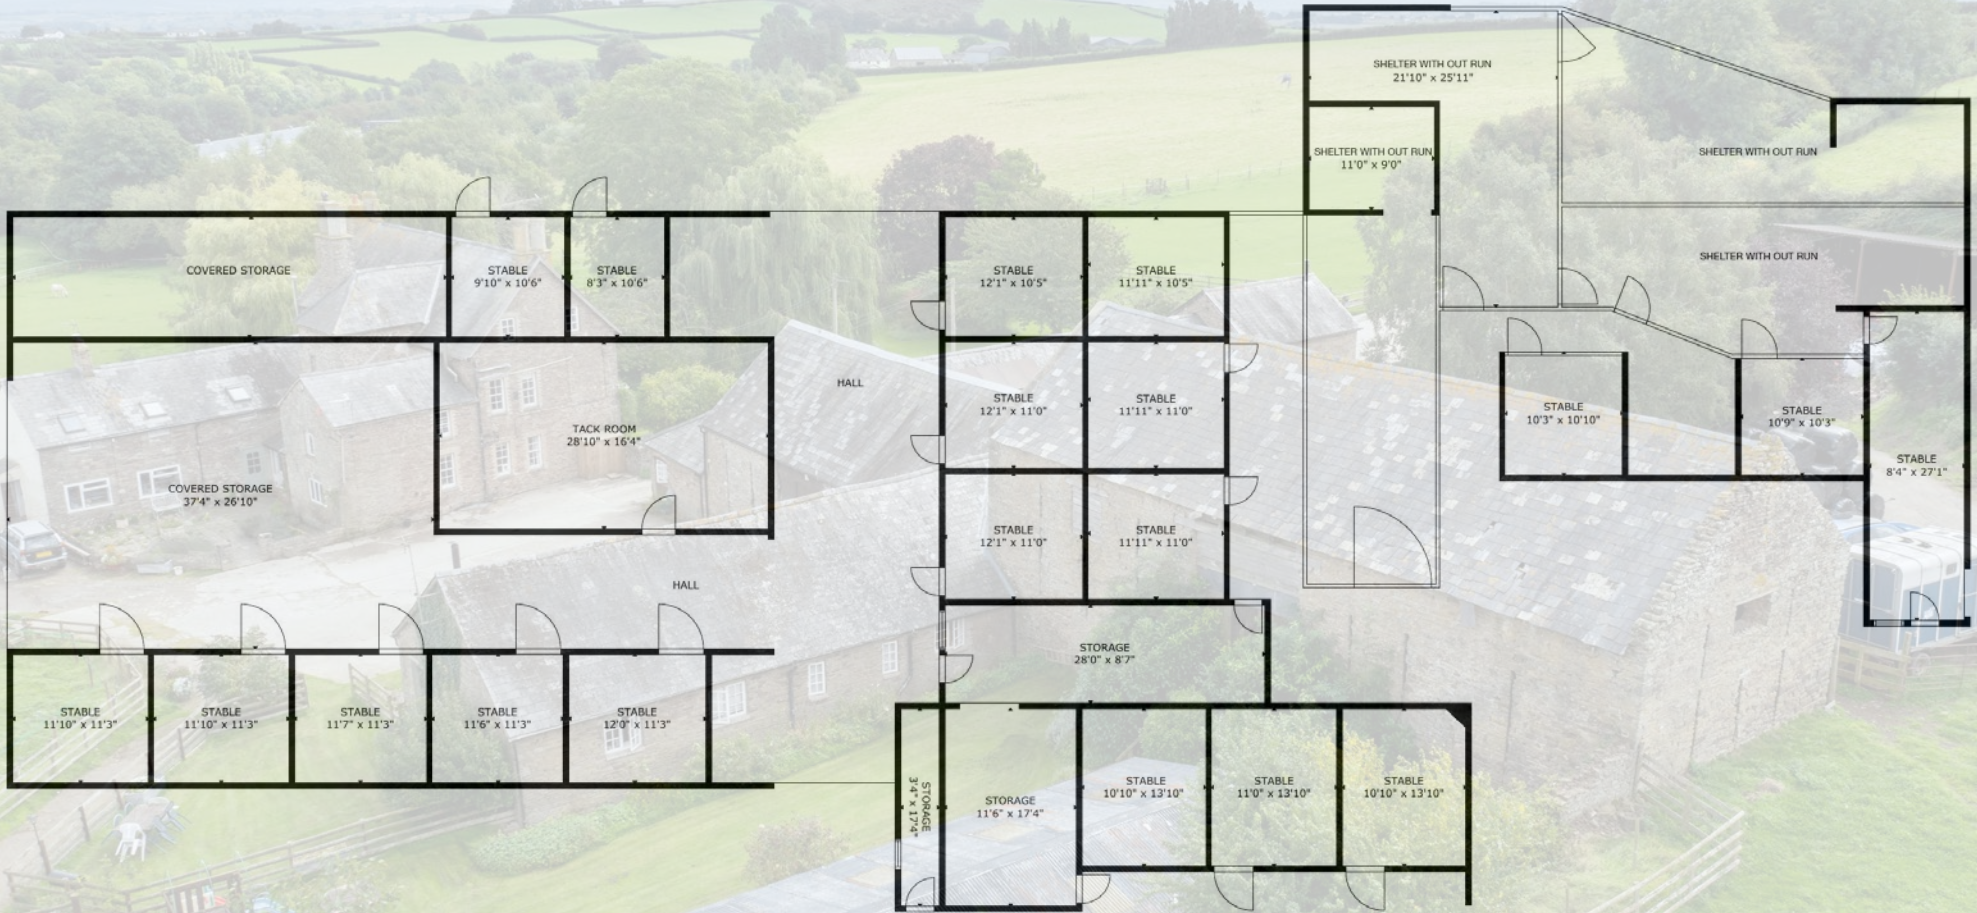 SHELTER WITH OUT RUN
21'10" x 25'11"
SHELTER WITH OUT RUN
11'0" x 9'0"
SHELTER WITH OUT RUN
SHELTER WITH OUT RUN
COVERED STORAGE
STABLE
9'10" x 10'6"
STABLE
8'3" x 10'6"
STABLE
12'1" x 10'5"
STABLE
11'11" x 10'5"
HALL
STABLE
12'1" x 11'0"
STABLE
11'11" x 11'0"
STABLE
10'3" x 10'10"
STABLE
10'9" x 10'3"
TACK ROOM
28'10" x 16'4"
STABLE
8'4" x 27'1"
COVERED STORAGE
37'4" x 26'10"
STABLE
12'1" x 11'0"
STABLE
11'11" x 11'0"
HALL
STORAGE
28'0" x 8'7"
STABLE
11'10" x 11'3"
STABLE
11'10" x 11'3"
STABLE
11'7" x 11'3"
STABLE
11'6" x 11'3"
STABLE
12'0" x 11'3"
STORAGE
3'4" x 17'4"
STORAGE
11'6" x 17'4"
STABLE
10'10" x 13'10"
STABLE
11'0" x 13'10"
STABLE
10'10" x 13'10"